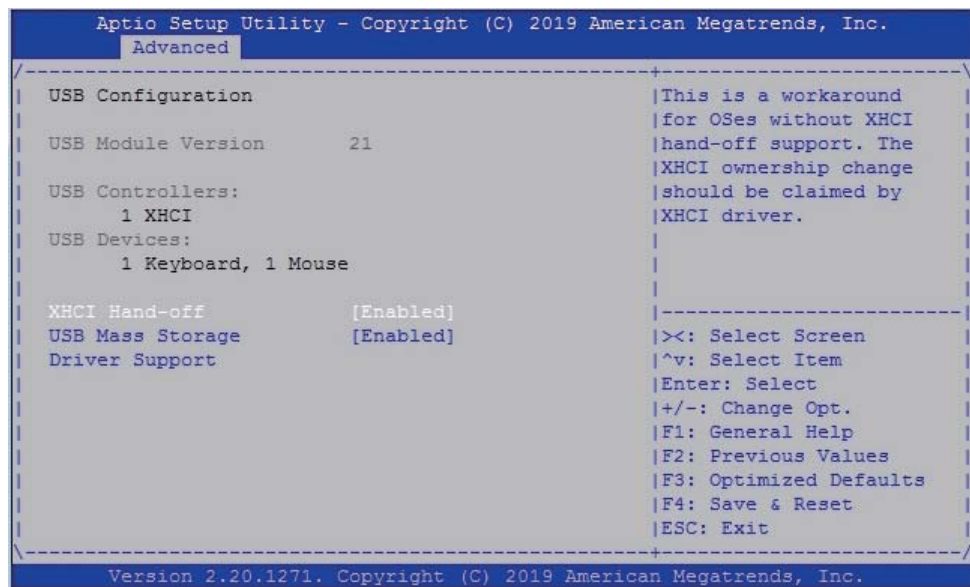 Aptio Setup Utility - Copyright (C) 2019 American Megatrends, Inc.
Advanced
USB Configuration
USB Module Version 21
USB Controllers:
1 XHCI
USB Devices:
1 Keyboard, 1 Mouse
XHCI Hand-off [Enabled]
USB Mass Storage [Enabled]
Driver Support
This is a workaround
for OSes without XHCI
hand-off support. The
XHCI ownership change
should be claimed by
XHCI driver.
><: Select Screen
^v: Select Item
Enter: Select
+/-: Change Opt.
F1: General Help
F2: Previous Values
F3: Optimized Defaults
F4: Save & Reset
ESC: Exit
Version 2.20.1271. Copyright (C) 2019 American Megatrends, Inc.